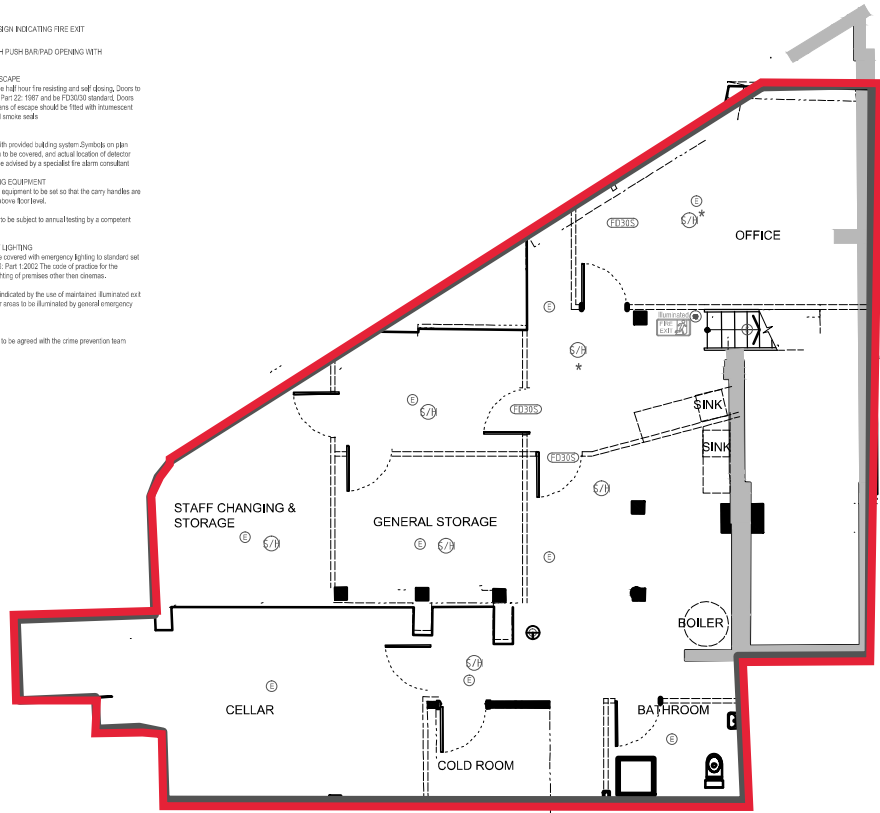 SIGN INDICATING FIRE EXIT
H PUSH BAR/PAD OPENING WITH
SCAPE
e half hour fire resisting and self closing, Doors to
Part 22: 1987 and be FD30/30 standard, Doors
ans of escape should be fitted with intumescent
smoke seals
ith provided building system.Symbols on plan
to be covered, and actual location of detector
e advised by a specialist fire alarm consultant
NG EQUIPMENT
equipment to be set so that the carry handles are
above floor level.
to be subject to annual testing by a competent
LIGHTING
e covered with emergency lighting to standard set
: Part 1:2002 The code of practice for the
hting of premises other then cinemas.
indicated by the use of maintained illuminated exit
r areas to be illuminated by general emergency
to be agreed with the crime prevention team
E
S/H
*
FD30S
OFFICE
E
Illuminated
FIRE
EXIT
S/H
*
E
S/H
FD30S
SINK
SINK
FD30S
S/H
STAFF CHANGING &
STORAGE
GENERAL STORAGE
E
S/H
E
S/H
E
BOILER
S/H
E
E
CELLAR
BATHROOM
E
COLD ROOM